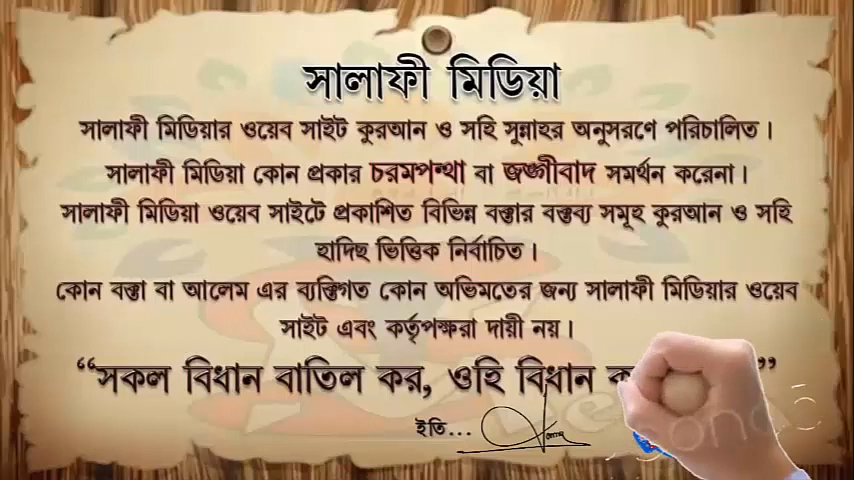 সালাফী মিডিয়া
সালাফী মিডিয়ার ওয়েব সাইট কুরআন ও সহি সুন্নাহর অনুসরণে পরিচালিত।
সালাফী মিডিয়া কোন প্রকার চরমপন্থা বা জঙ্গীবাদ সমর্থন করেনা।
সালাফী মিডিয়া ওয়েব সাইটে প্রকাশিত বিভিন্ন বক্তার বক্তব্য সমূহ কুরআন ও সহি
হাদিছ ভিত্তিক নির্বাচিত।
কোন বক্তা বা আলেম এর ব্যক্তিগত কোন অভিমতের জন্য সালাফী মিডিয়ার ওয়েব
সাইট এবং কর্তৃপক্ষরা দায়ী নয়।
“সকল বিধান বাতিল কর, ওহি বিধান ”
ইতি...